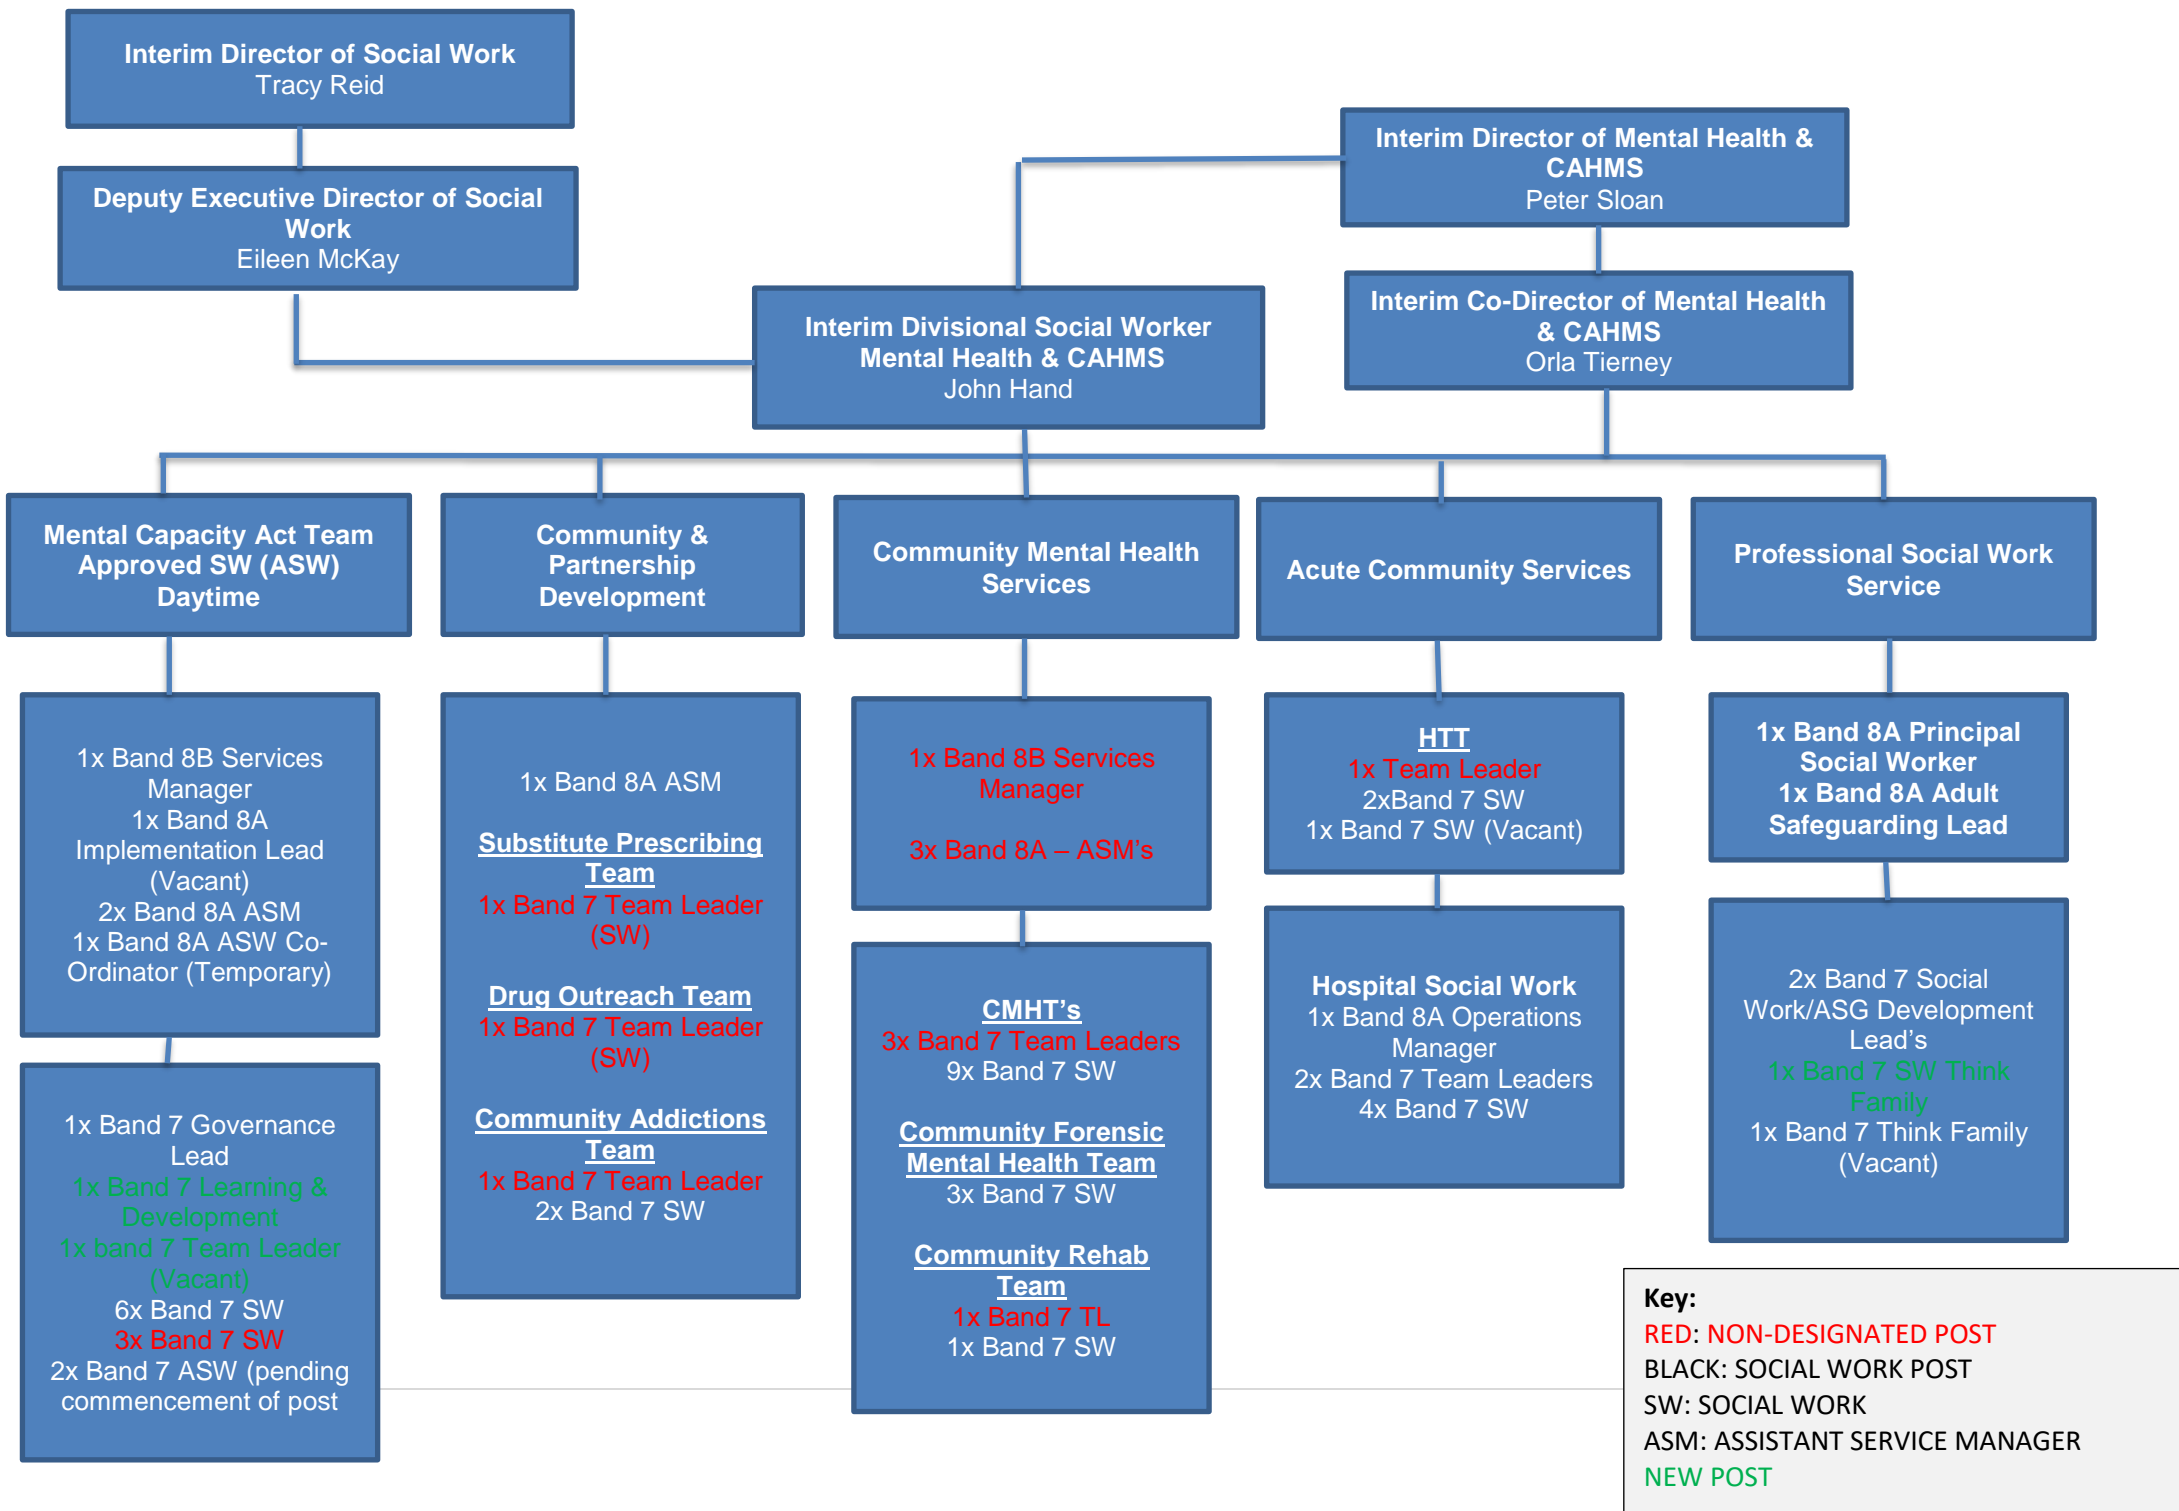 Interim Director of Social Work
Tracy Reid
Deputy Executive Director of Social
Work
Eileen McKay
Interim Director of Mental Health &
CAHMS
Peter Sloan
Interim Co-Director of Mental Health
& CAHMS
Orla Tierney
Interim Divisional Social Worker
Mental Health & CAHMS
John Hand
Mental Capacity Act Team
Approved SW (ASW)
Daytime
1x Band 8B Services
Manager
1x Band 8A
Implementation Lead
(Vacant)
2x Band 8A ASM
1x Band 8A ASW Co-
Ordinator (Temporary)
1x Band 7 Governance
Lead
1x Band 7 Learning &
Development
1x band 7 Team Leader
(Vacant)
6x Band 7 SW
3x Band 7 SW
2x Band 7 ASW (pending
commencement of post
Community &
Partnership
Development
1x Band 8A ASM
Substitute Prescribing
Team
1x Band 7 Team Leader
(SW)
Drug Outreach Team
1x Band 7 Team Leader
(SW)
Community Addictions
Team
1x Band 7 Team Leader
2x Band 7 SW
Community Mental Health
Services
1x Band 8B Services
Manager
3x Band 8A – ASM's
CMHT's
3x Band 7 Team Leaders
9x Band 7 SW
Community Forensic
Mental Health Team
3x Band 7 SW
Community Rehab
Team
1x Band 7 TL
1x Band 7 SW
Acute Community Services
HTT
1x Team Leader
2xBand 7 SW
1x Band 7 SW (Vacant)
Hospital Social Work
1x Band 8A Operations
Manager
2x Band 7 Team Leaders
4x Band 7 SW
Professional Social Work
Service
1x Band 8A Principal
Social Worker
1x Band 8A Adult
Safeguarding Lead
2x Band 7 Social
Work/ASG Development
Lead's
1x Band 7 SW Think
Family
1x Band 7 Think Family
(Vacant)
Key:
RED: NON-DESIGNATED POST
BLACK: SOCIAL WORK POST
SW: SOCIAL WORK
ASM: ASSISTANT SERVICE MANAGER
NEW POST